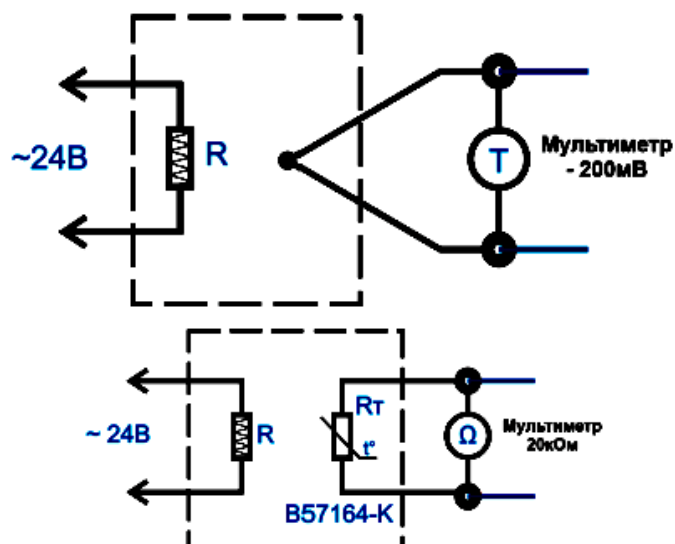 ~24В
R
T
Мультиметр
- 200мВ
~ 24В
R
Rт
t°
B57164-K
Ω
Мультиметр
20кОм